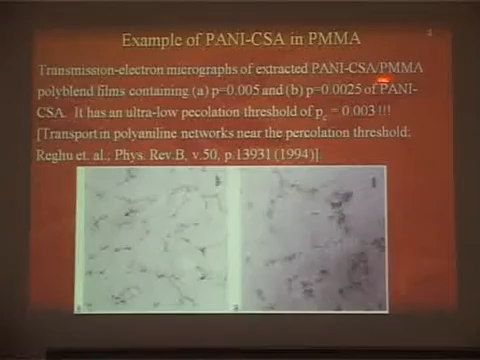 2
Example of PANI-CSA in PMMA
Transmission-electron micrographs of extracted PANI-CSA/PMMA
polyblend films containing (a) p=0.005 and (b) p=0.0025 of PANI-
CSA. It has an ultra-low pecolation threshold of pc = 0.003 !!!
[Transport in polyaniline networks near the percolation threshold:
Reghu et. al.; Phys. Rev.B, v.50, p.13931 (1994)]